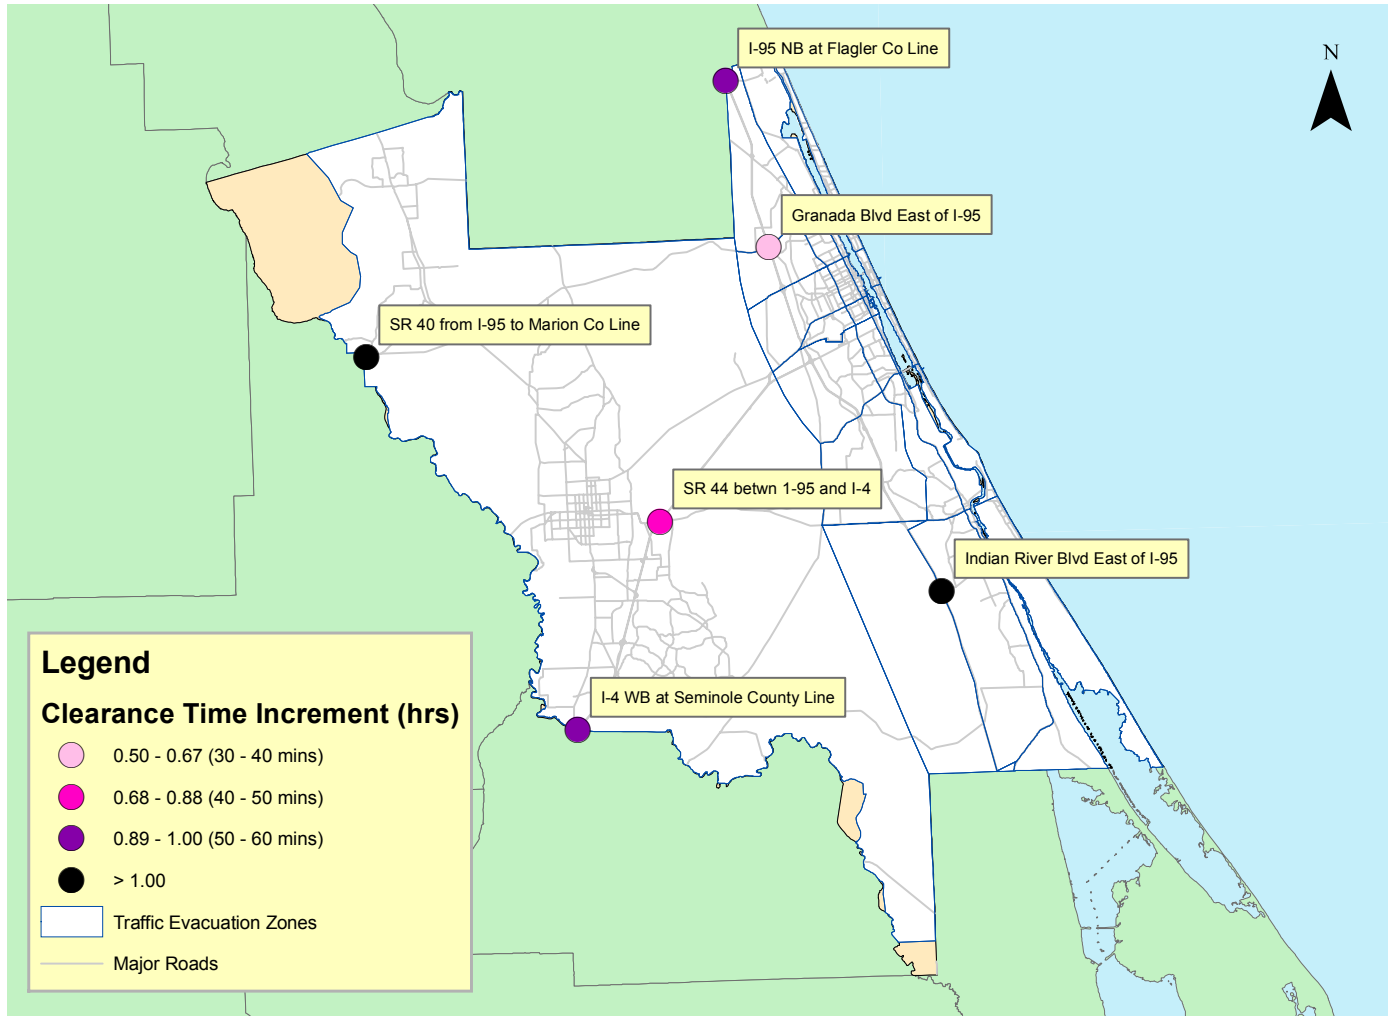 I-95 NB at Flagler Co Line
N
Granada Blvd East of I-95
SR 40 from I-95 to Marion Co Line
SR 44 betwn 1-95 and I-4
Indian River Blvd East of I-95
I-4 WB at Seminole County Line
Legend
Clearance Time Increment (hrs)
0.50 - 0.67 (30 - 40 mins)
0.68 - 0.88 (40 - 50 mins)
0.89 - 1.00 (50 - 60 mins)
> 1.00
Traffic Evacuation Zones
Major Roads